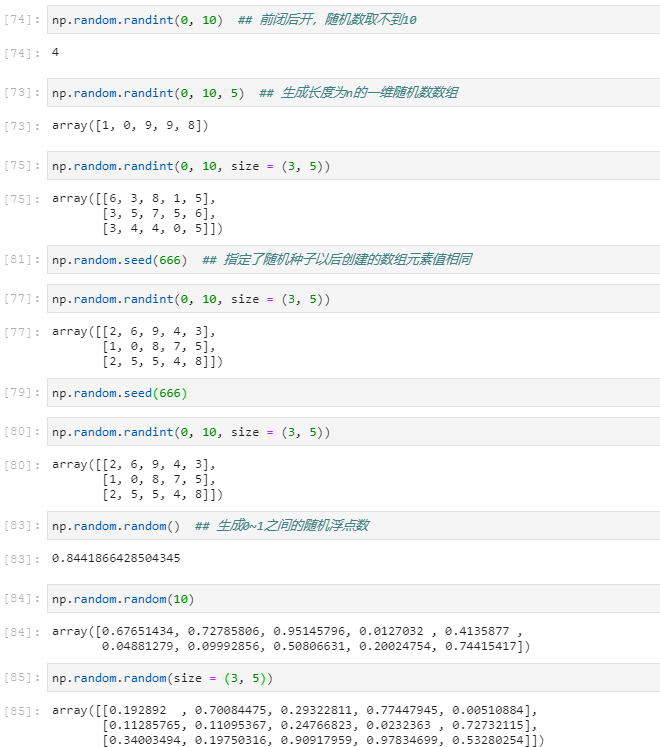 [74]: np.random.randint(0, 10)  ## 前闭后开，随机数取不到10
[74]: 4
[73]: np.random.randint(0, 10, 5)  ## 生成长度为n的一维随机数数组
[73]: array([1, 0, 9, 9, 8])
[75]: np.random.randint(0, 10, size = (3, 5))
[75]: array([[6, 3, 8, 1, 5],
       [3, 5, 7, 5, 6],
       [3, 4, 4, 0, 5]])
[81]: np.random.seed(666)  ## 指定了随机种子以后创建的数组元素值相同
[77]: np.random.randint(0, 10, size = (3, 5))
[77]: array([[2, 6, 9, 4, 3],
       [1, 0, 8, 7, 5],
       [2, 5, 5, 4, 8]])
[79]: np.random.seed(666)
[80]: np.random.randint(0, 10, size = (3, 5))
[80]: array([[2, 6, 9, 4, 3],
       [1, 0, 8, 7, 5],
       [2, 5, 5, 4, 8]])
[83]: np.random.random()  ## 生成0~1之间的随机浮点数
[83]: 0.8441866428504345
[84]: np.random.random(10)
[84]: array([0.67651434, 0.72785806, 0.95145796, 0.0127032 , 0.4135877 ,
       0.04881279, 0.09992856, 0.50806631, 0.20024754, 0.74415417])
[85]: np.random.random(size = (3, 5))
[85]: array([[0.192892  , 0.70084475, 0.29322811, 0.77447945, 0.00510884],
       [0.11285765, 0.11095367, 0.24766823, 0.0232363 , 0.72732115],
       [0.34003494, 0.19750316, 0.90917959, 0.97834699, 0.53280254]])